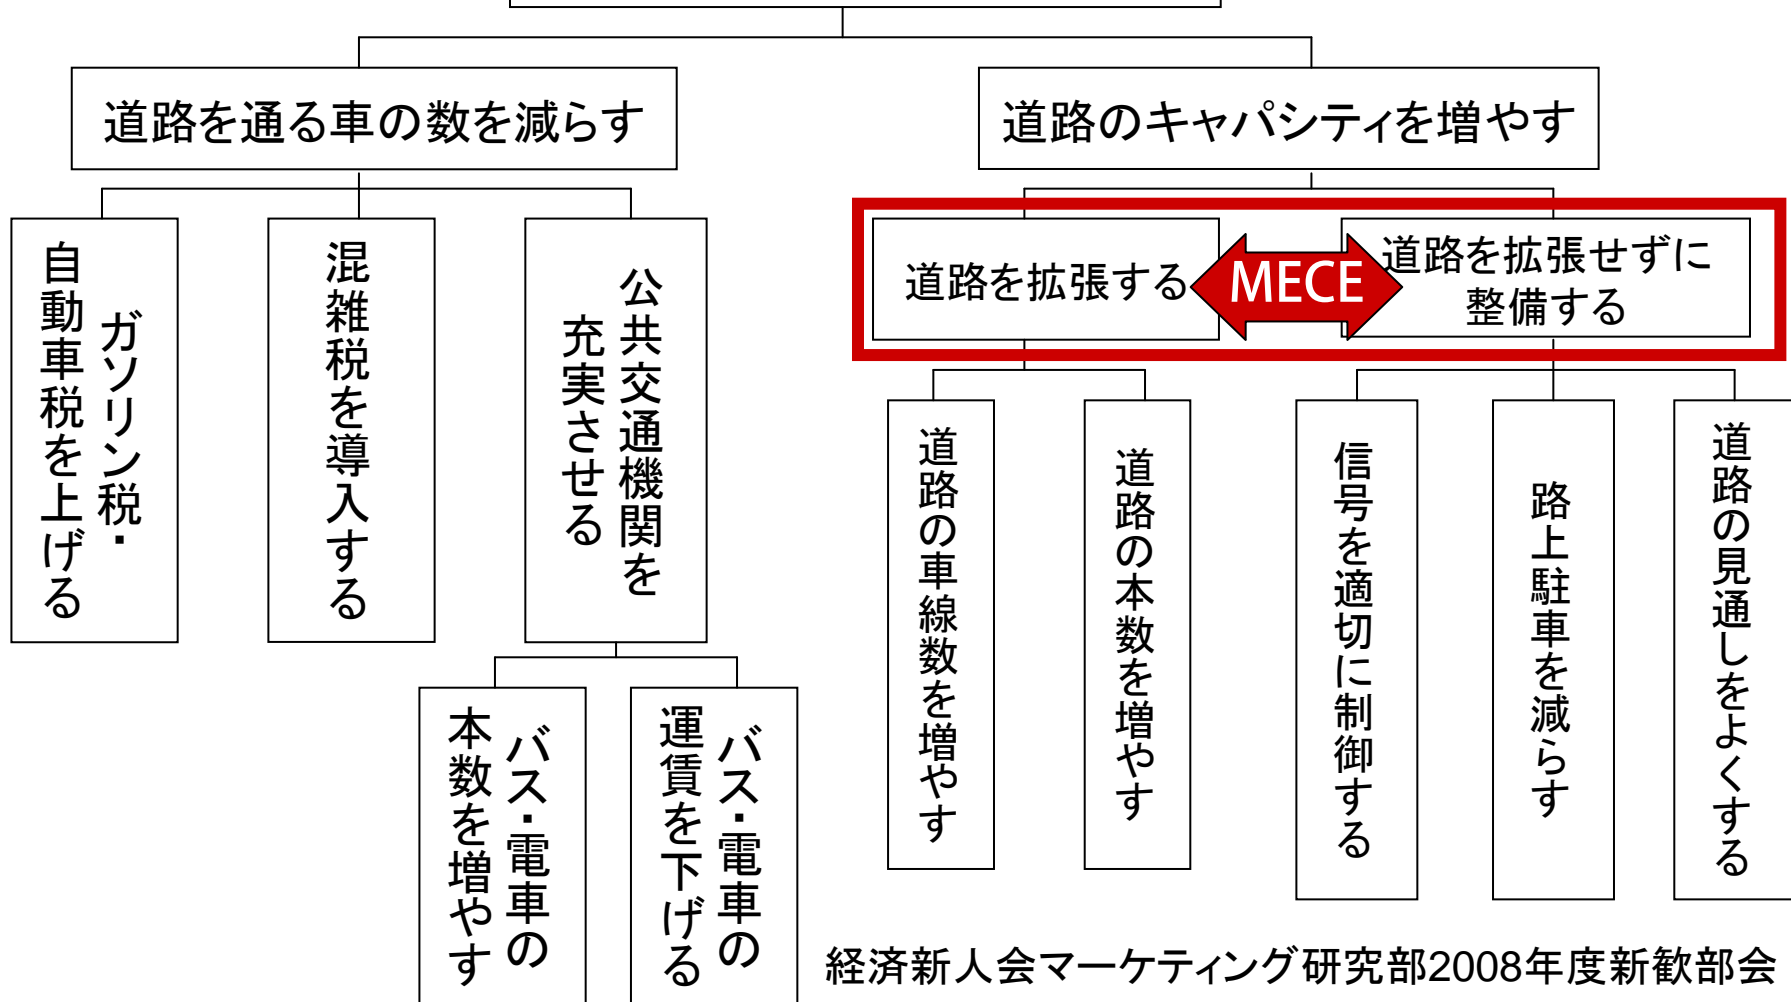 道路を通る車の数を減らす
道路のキャパシティを増やす
ガソリン税・
自動車税を上げる
混雑税を導入する
公共交通機関を
充実させる
道路を拡張する
MECE
道路を拡張せずに
整備する
バス・電車の
本数を増やす
バス・電車の
運賃を下げる
道路の車線数を増やす
道路の本数を増やす
信号を適切に制御する
路上駐車を減らす
道路の見通しをよくする
経済新人会マーケティング研究部2008年度新歓部会